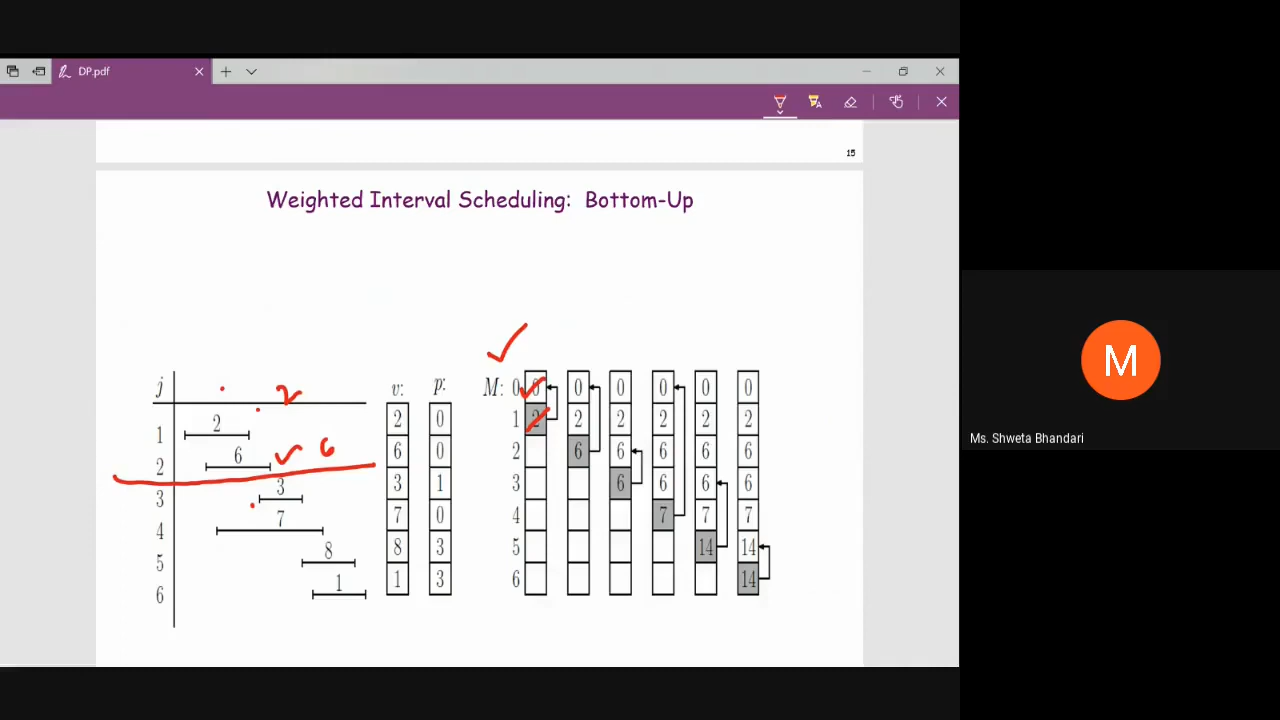 DP.pdf
15
Weighted Interval Scheduling: Bottom-Up
j 2 v: p: M: 0 0 0 0 0 0 0
1 2 2 0 1 2 2 2 2 2 2
2 6 6 6 0 2 6 6 6 6 6
3 3 3 1 3 6 6 6 6
4 7 7 0 4 7 7 7
5 8 8 3 5 14 14
6 1 1 3 6 14
M
Ms. Shweta Bhandari